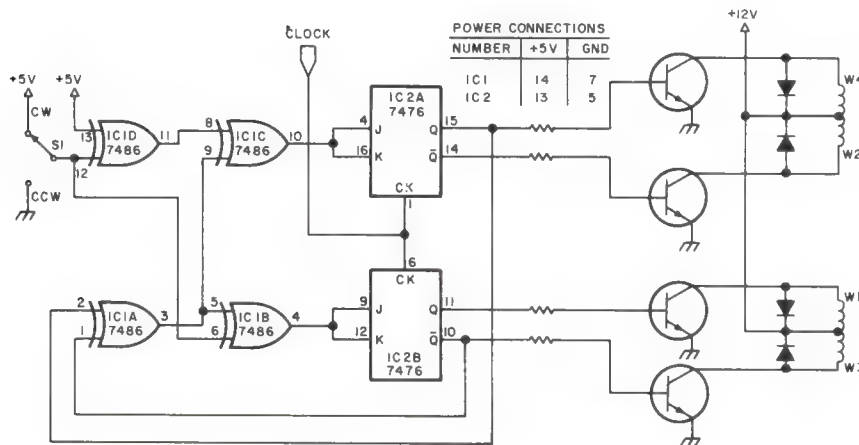 CLOCK
POWER CONNECTIONS
NUMBER +5V GND
IC1 14 7
IC2 13 5
+12V
+5V
+5V
CW
S1
CCW
13
12
IC1D
7486
11
8
9
IC1C
7486
10
4
16
IC2A
7476
J
K
Q
Q̅
CK
15
14
1
W4
W2
2
1
IC1A
7486
3
5
6
IC1B
7486
4
9
12
6
CK
J
K
Q
Q̅
IC2B
7476
11
10
W1
W3